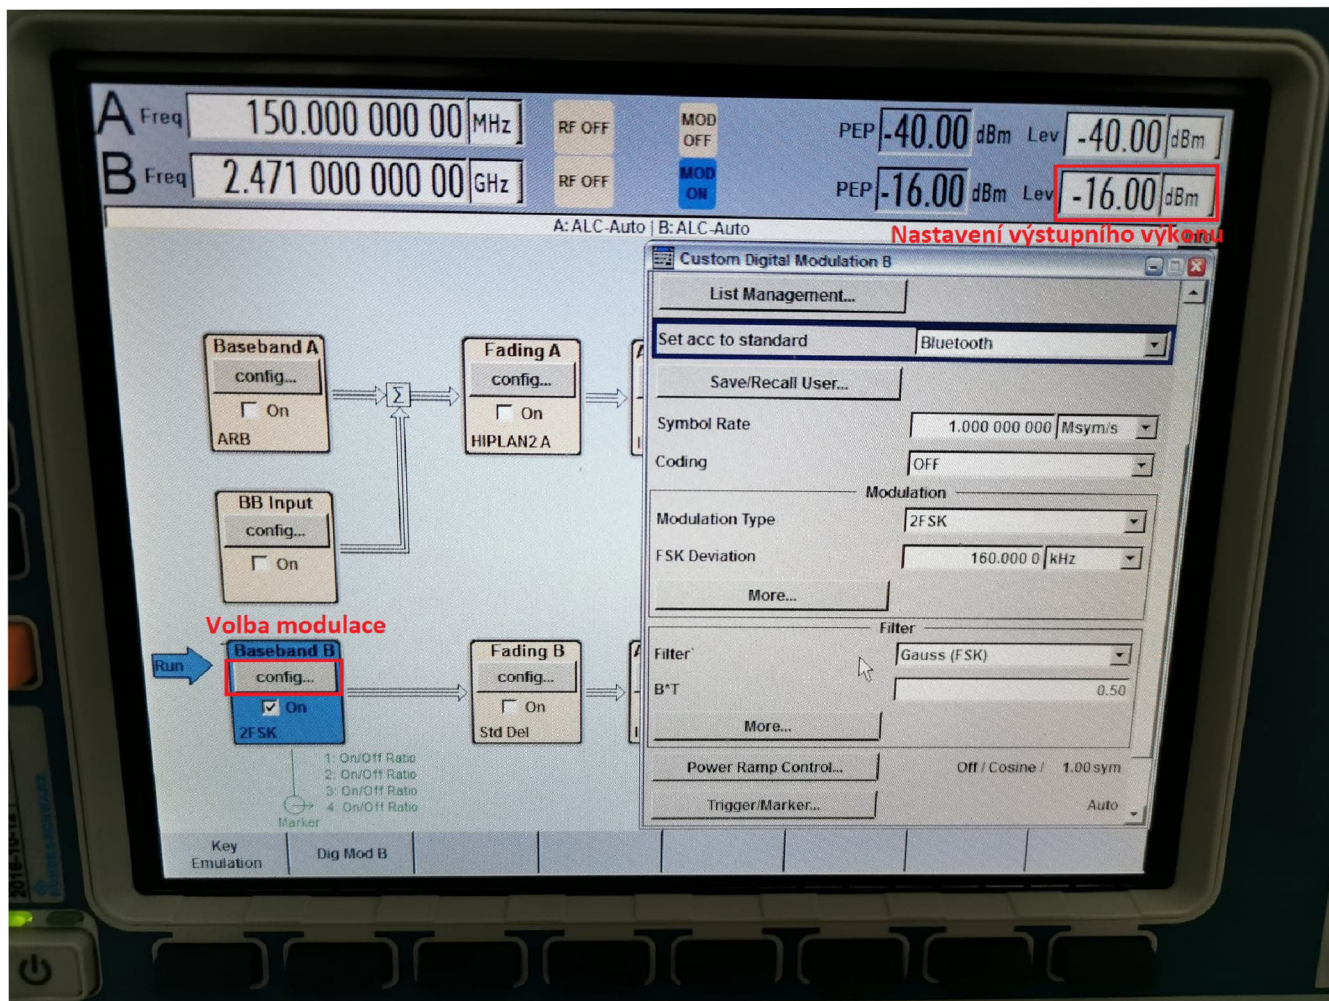 A Freq 150.000 000 00 MHz RF OFF MOD OFF PEP -40.00 dBm Lev -40.00 dBm
B Freq 2.471 000 000 00 GHz RF OFF MOD ON PEP -16.00 dBm Lev -16.00 dBm
A: ALC-Auto | B: ALC-Auto
Nastavení výstupního výkonu
Custom Digital Modulation B
List Management...
Set acc to standard Bluetooth
Save/Recall User...
Symbol Rate 1.000 000 000 Msym/s
Coding OFF
Modulation
Modulation Type 2FSK
FSK Deviation 160.000 0 kHz
More...
Filter
Filter Gauss (FSK)
B*T 0.50
More...
Power Ramp Control... Off / Cosine / 1.00 sym
Trigger/Marker... Auto
Baseband A
config...
On
ARB
Σ
Fading A
config...
On
HIPLAN2 A
BB Input
config...
On
Volba modulace
Run
Baseband B
config...
On
2FSK
Fading B
config...
On
Std Del
1: On/Off Ratio
2: On/Off Ratio
3: On/Off Ratio
4: On/Off Ratio
Marker
Key Emulation
Dig Mod B